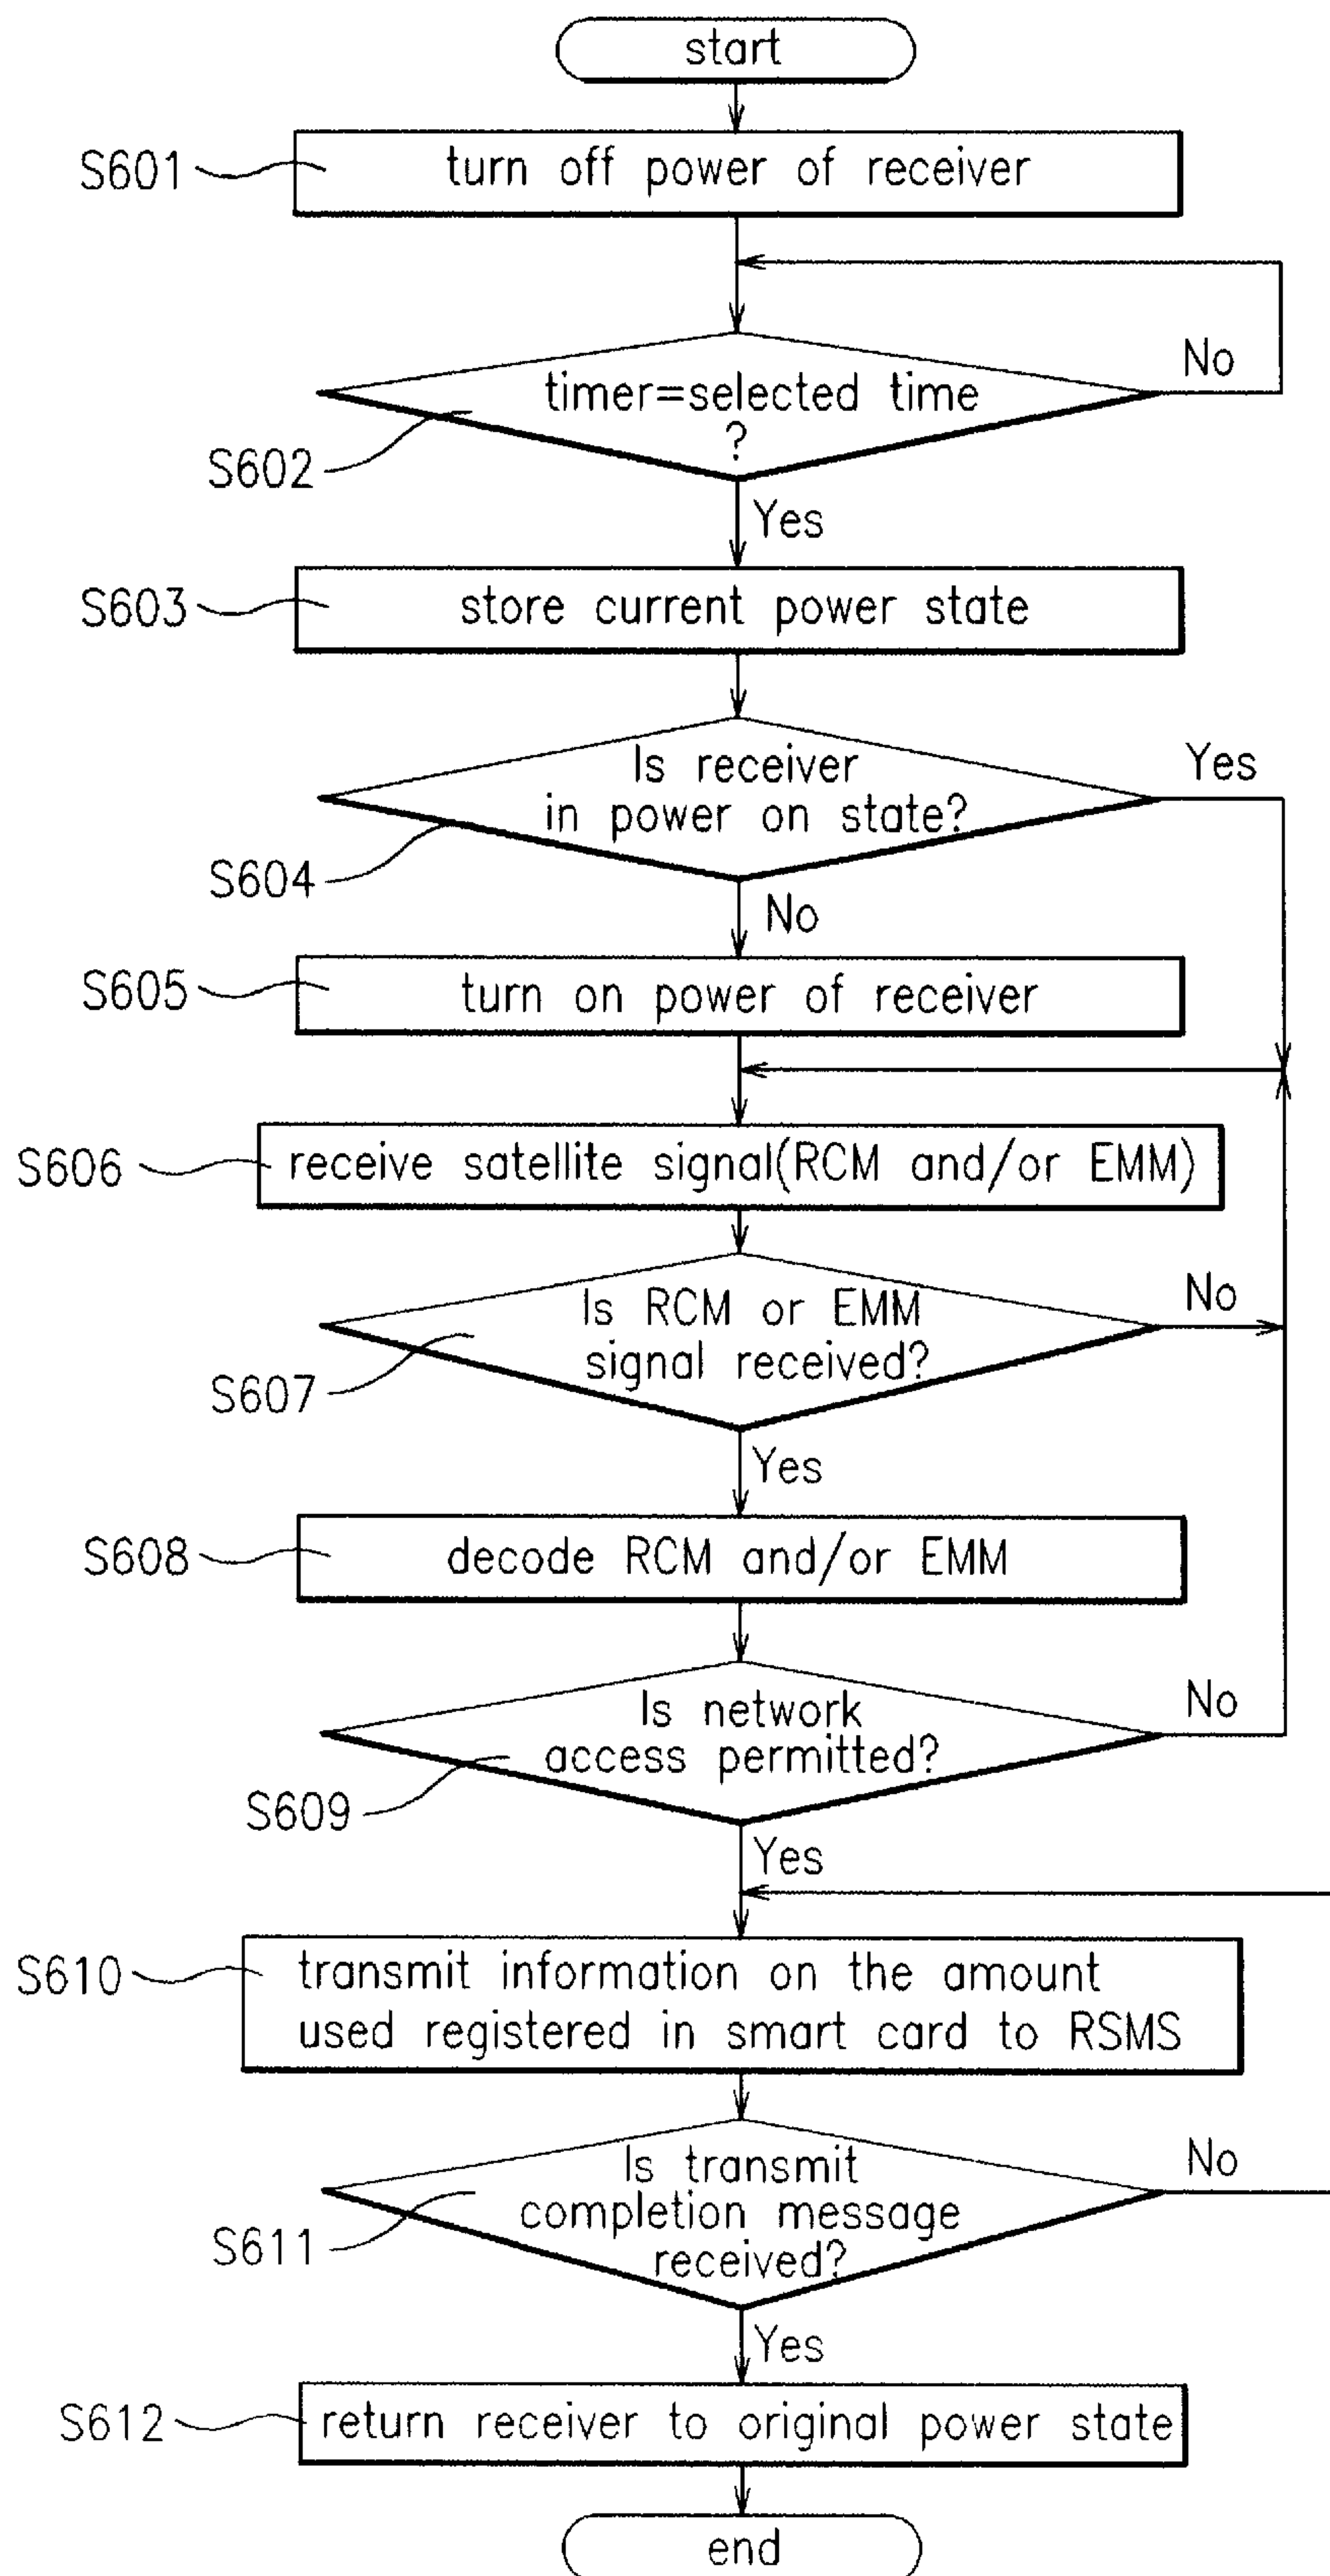 start
S601
turn off power of receiver
No
timer=selected time
?
S602
Yes
S603
store current power state
Is receiver
in power on state?
Yes
S604
No
S605
turn on power of receiver
S606
receive satellite signal(RCM and/or EMM)
Is RCM or EMM
signal received?
No
S607
Yes
S608
decode RCM and/or EMM
Is network
access permitted?
No
S609
Yes
S610
transmit information on the amount
used registered in smart card to RSMS
Is transmit
completion message
received?
No
S611
Yes
S612
return receiver to original power state
end